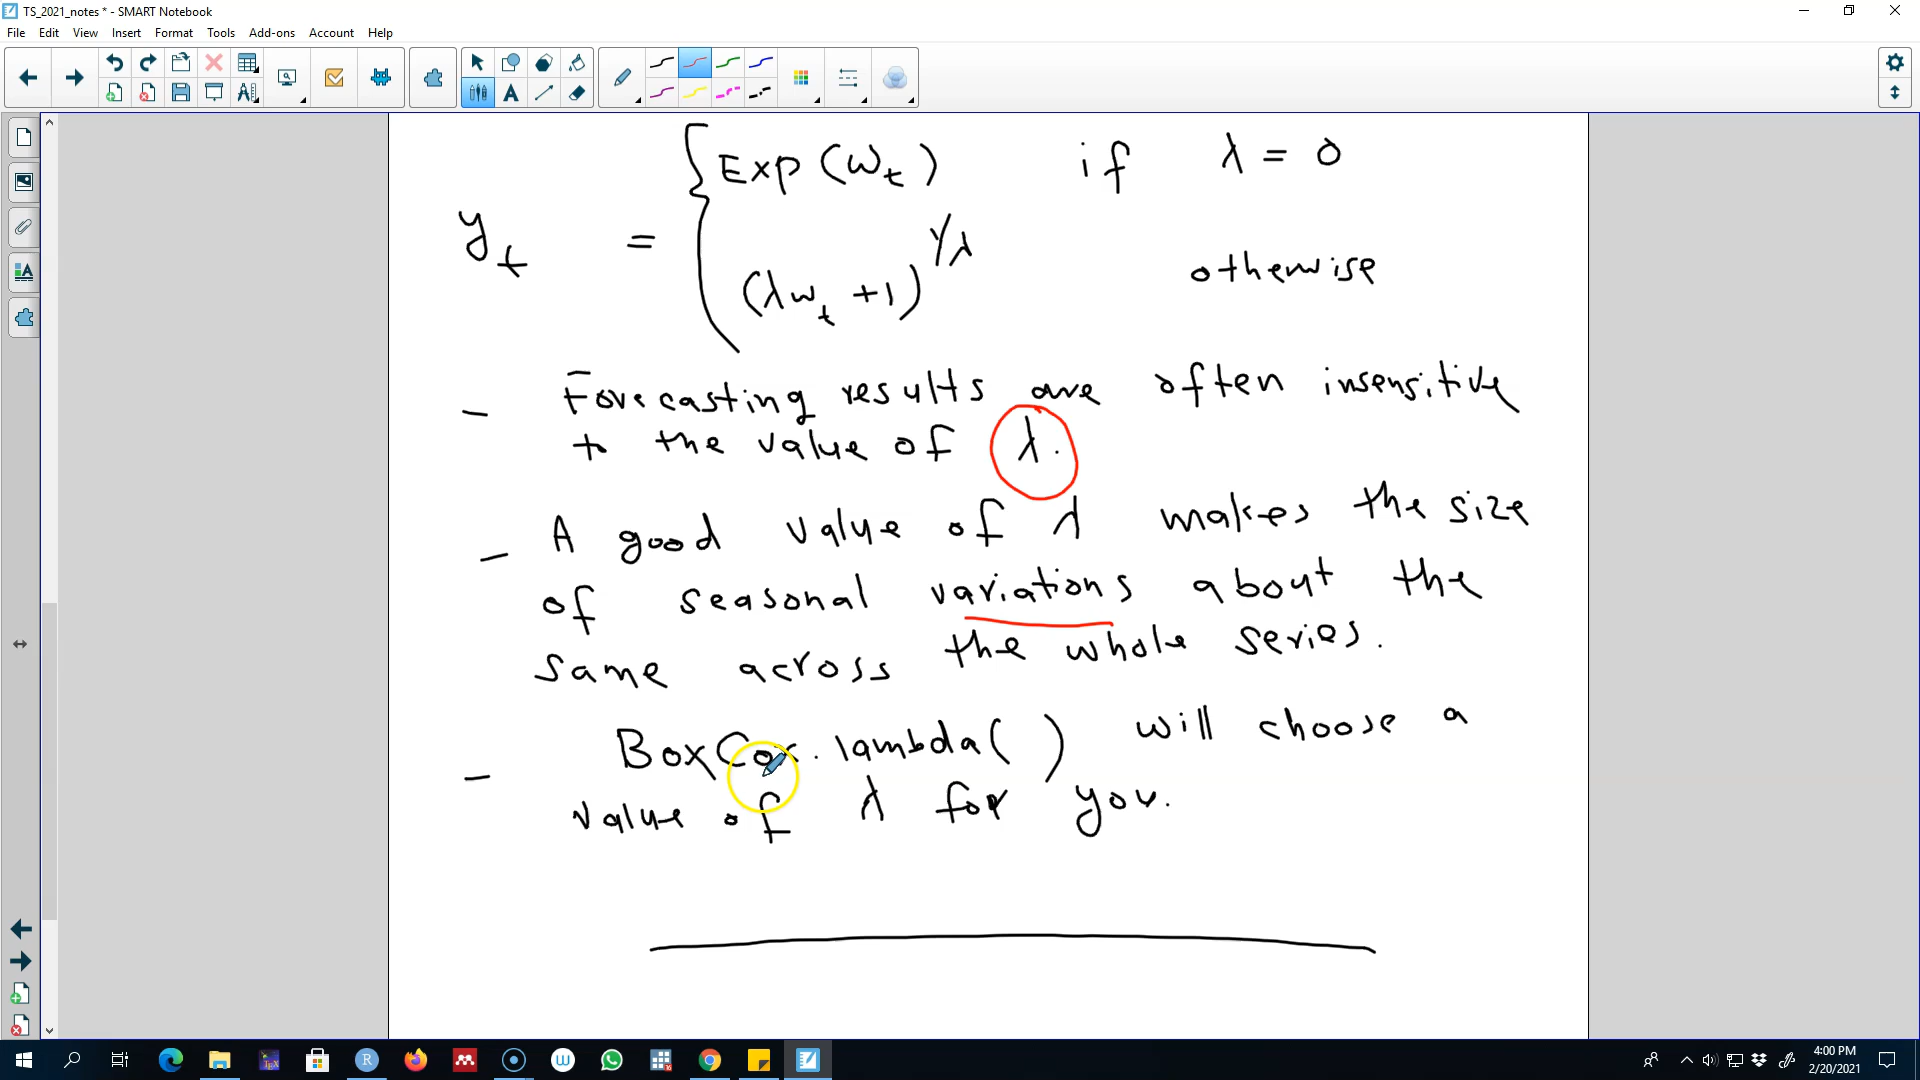 TS_2021_notes * - SMART Notebook
File Edit View Insert Format Tools Add-ons Account Help
Exp (wt) if λ = 0
yt =
(λwt +1)^1/λ otherwise
- Forecasting results are often insensitive
to the value of λ.
- A good value of λ makes the size
of seasonal variations about the
same across the whole series.
- BoxCox.lambda( ) will choose a
value of λ for you.
4:00 PM
2/20/2021